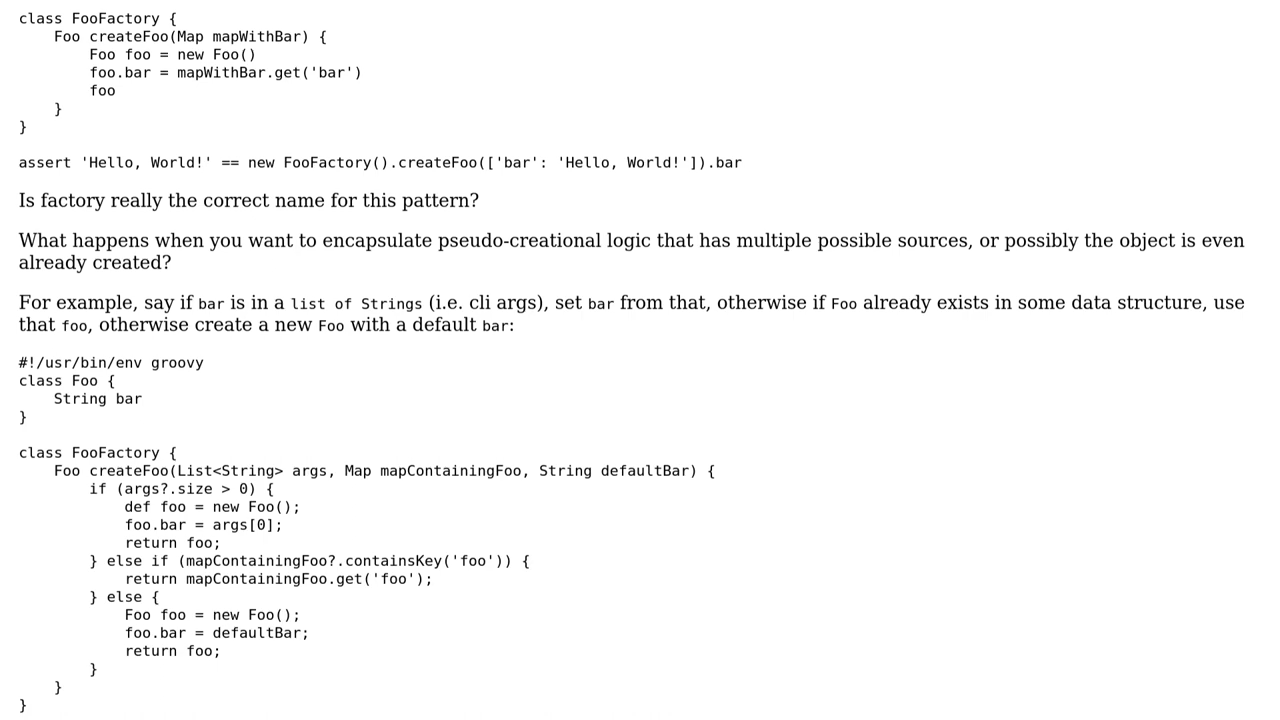 class FooFactory {
    Foo createFoo(Map mapWithBar) {
        Foo foo = new Foo()
        foo.bar = mapWithBar.get('bar')
        foo
    }
}
assert 'Hello, World!' == new FooFactory().createFoo(['bar': 'Hello, World!']).bar
Is factory really the correct name for this pattern?
What happens when you want to encapsulate pseudo-creational logic that has multiple possible sources, or possibly the object is even
already created?
For example, say if bar is in a list of Strings (i.e. cli args), set bar from that, otherwise if Foo already exists in some data structure, use
that foo, otherwise create a new Foo with a default bar:
#!/usr/bin/env groovy
class Foo {
    String bar
}
class FooFactory {
    Foo createFoo(List<String> args, Map mapContainingFoo, String defaultBar) {
        if (args?.size > 0) {
            def foo = new Foo();
            foo.bar = args[0];
            return foo;
        } else if (mapContainingFoo?.containsKey('foo')) {
            return mapContainingFoo.get('foo');
        } else {
            Foo foo = new Foo();
            foo.bar = defaultBar;
            return foo;
        }
    }
}